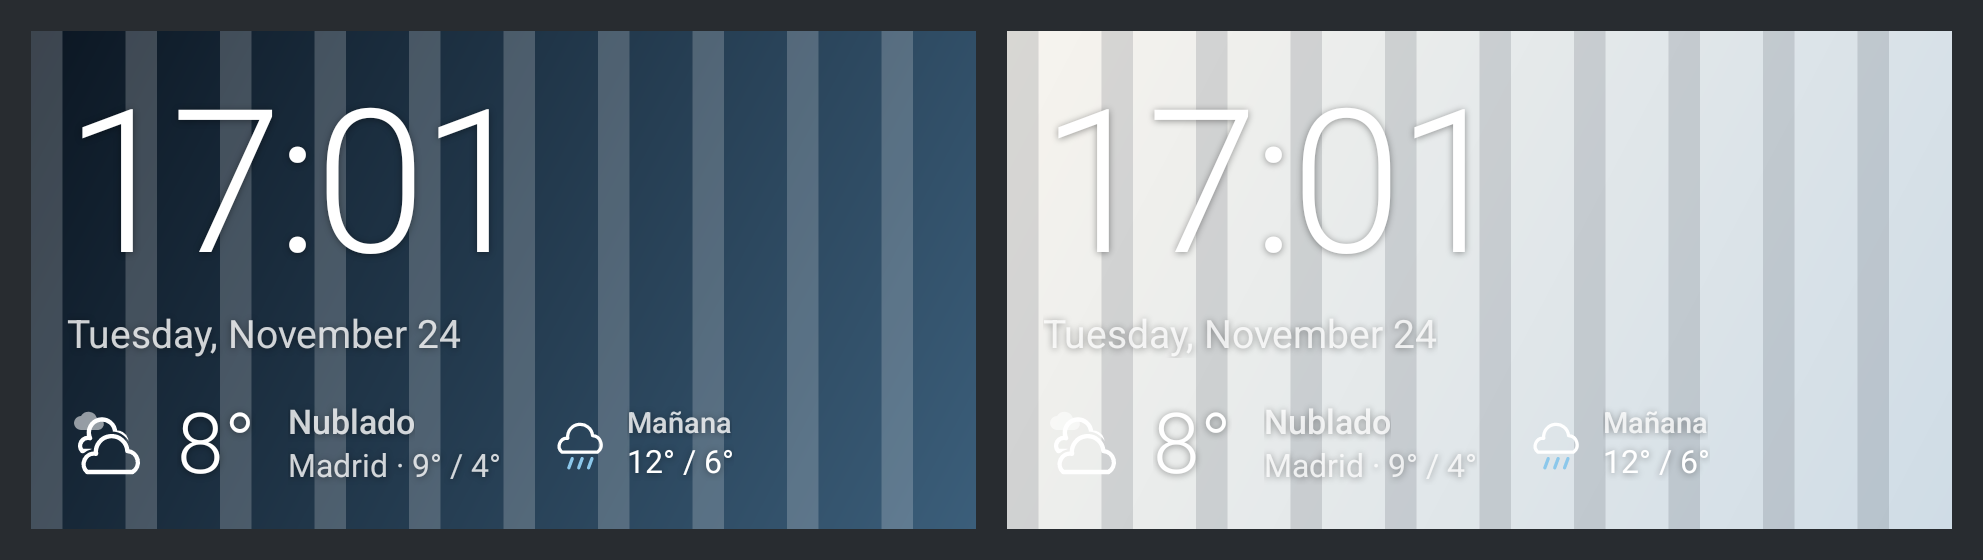 17:01
Tuesday, November 24
8°
Nublado
Madrid · 9° / 4°
Mañana
12° / 6°
17:01
Tuesday, November 24
8°
Nublado
Madrid · 9° / 4°
Mañana
12° / 6°